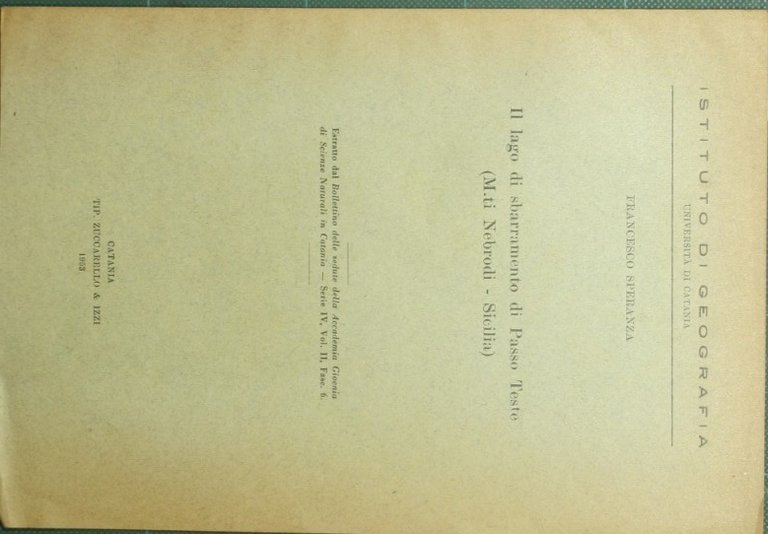 ISTITUTO DI GEOGRAFIA
UNIVERSITÀ DI CATANIA
FRANCESCO SPERANZA
Il lago di sbarramento di Passo Teste
(M.ti Nebrodi - Sicilia)
Estratto dal Bollettino delle sedute della Accademia Gioenia
di Scienze Naturali in Catania — Serie IV, Vol. II, Fasc. 6.
CATANIA
TIP. ZUCCARELLO & IZZI
1953